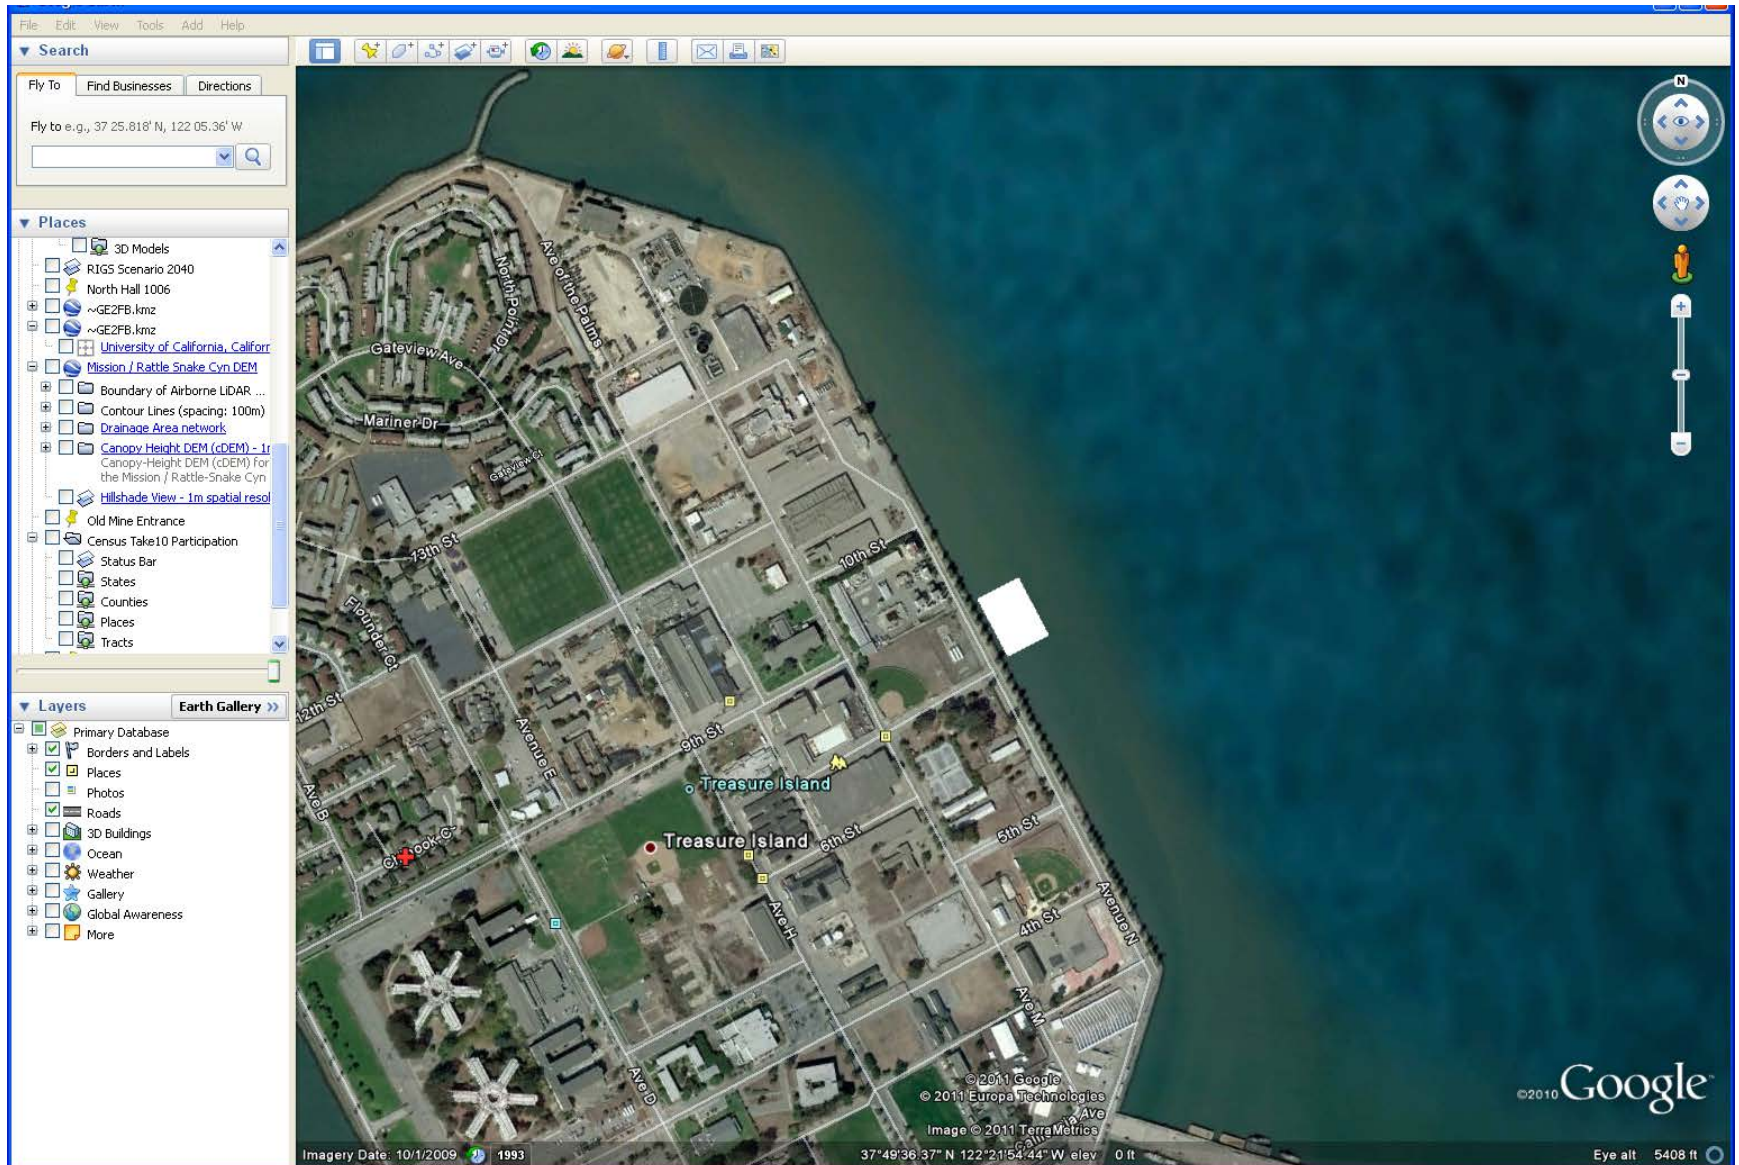 File Edit View Tools Add Help
Search
Fly To Find Businesses Directions
Fly to e.g., 37 25.818' N, 122 05.36' W
Places
3D Models
RIGS Scenario 2040
North Hall 1006
~GE2FB.kmz
~GE2FB.kmz
University of California, Californ
Mission / Rattle Snake Cyn DEM
Boundary of Airborne LiDAR ...
Contour Lines (spacing: 100m)
Drainage Area network
Canopy Height DEM (cDEM) - 1m
Canopy-Height DEM (cDEM) for
the Mission / Rattle-Snake Cyn
Hillshade View - 1m spatial resol
Old Mine Entrance
Census Take10 Participation
Status Bar
States
Counties
Places
Tracts
Layers Earth Gallery >>
Primary Database
Borders and Labels
Places
Photos
Roads
3D Buildings
Ocean
Weather
Gallery
Global Awareness
More
N
Ave of the Palms
North Point Dr
Gateview Ave
Mariner Dr
Gateview Ct
13th St
10th St
Flounder Ct
12th St
Avenue E
9th St
Treasure Island
Ave B
Treasure Island
6th St
5th St
Ave H
4th St
Avenue N
Ave M
Ave D
© 2011 Google
© 2011 Europa Technologies
Image © 2011 TerraMetrics
©2010 Google
Imagery Date: 10/1/2009 1993 37°49'36.37" N 122°21'54.44" W elev 0 ft Eye alt 5408 ft